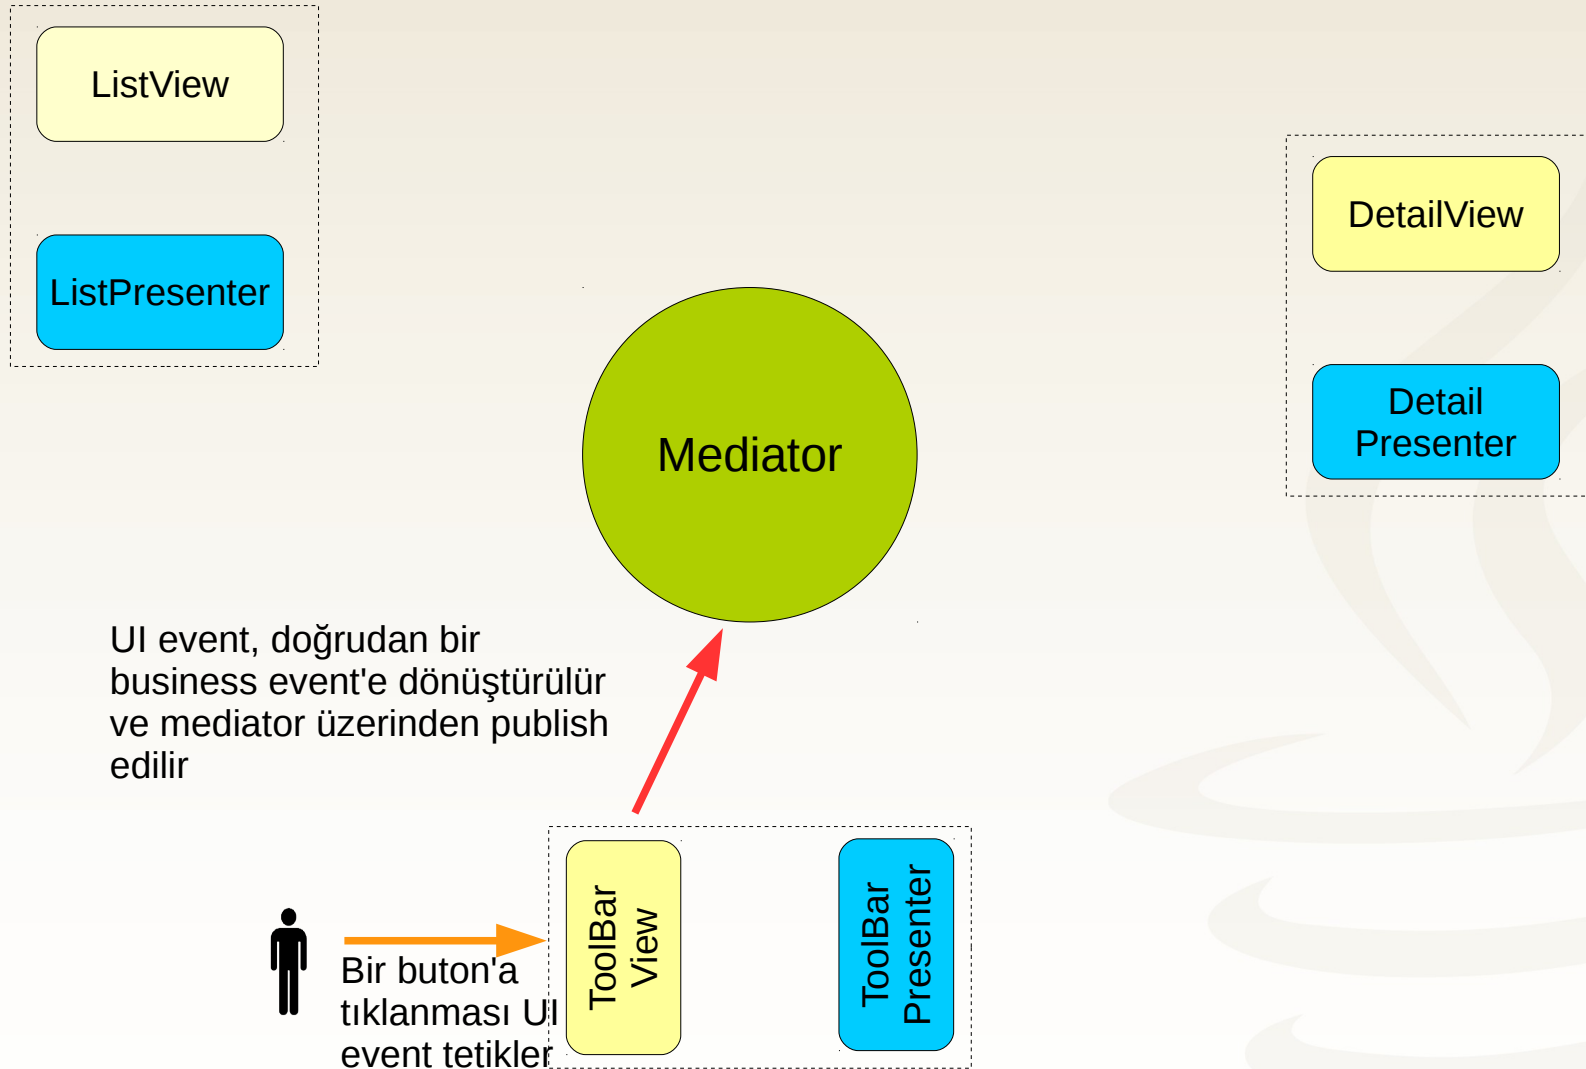 ListView
ListPresenter
DetailView
Detail
Presenter
Mediator
UI event, doğrudan bir
business event'e dönüştürülür
ve mediator üzerinden publish
edilir
Bir buton'a
tıklanması UI
event tetikler
ToolBar
View
ToolBar
Presenter